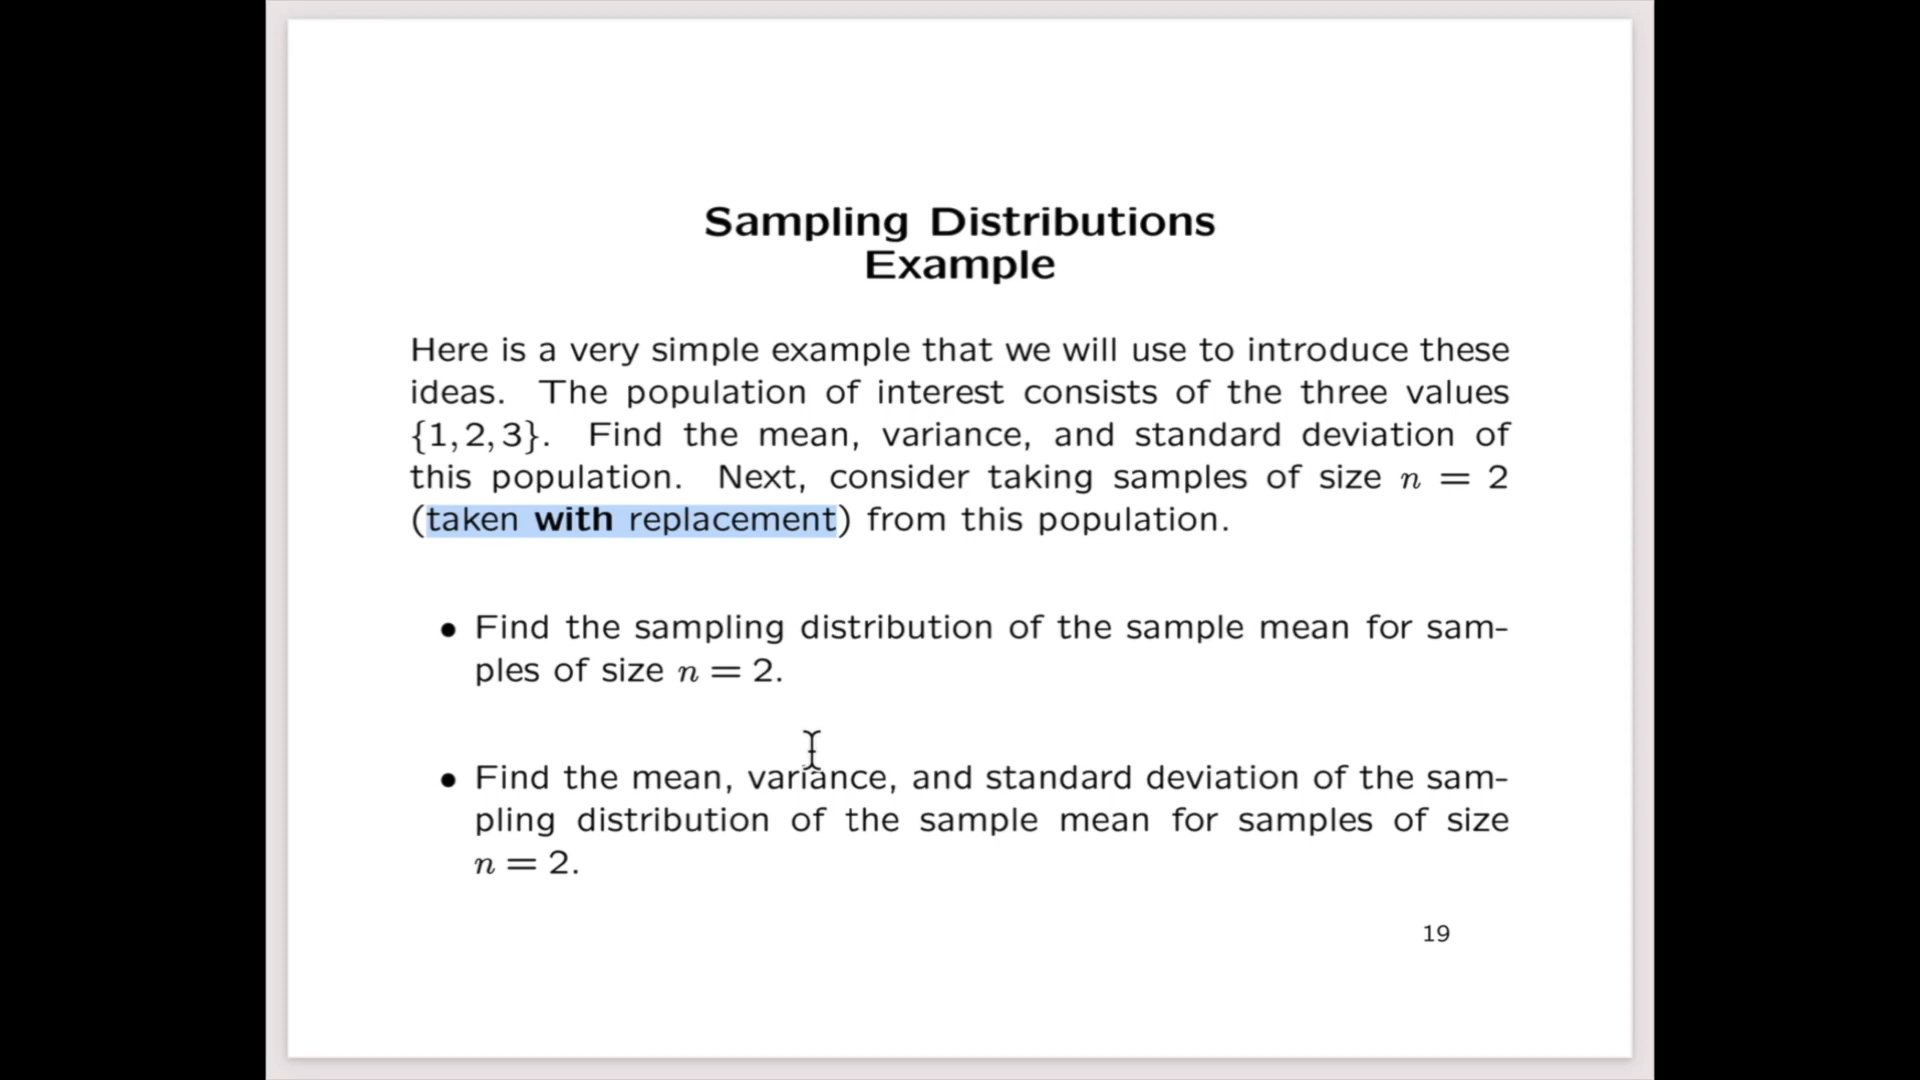 Sampling Distributions
Example
Here is a very simple example that we will use to introduce these
ideas. The population of interest consists of the three values
{1, 2, 3}. Find the mean, variance, and standard deviation of
this population. Next, consider taking samples of size n = 2
(taken with replacement) from this population.
• Find the sampling distribution of the sample mean for sam-
ples of size n = 2.
• Find the mean, variance, and standard deviation of the sam-
pling distribution of the sample mean for samples of size
n = 2.
19